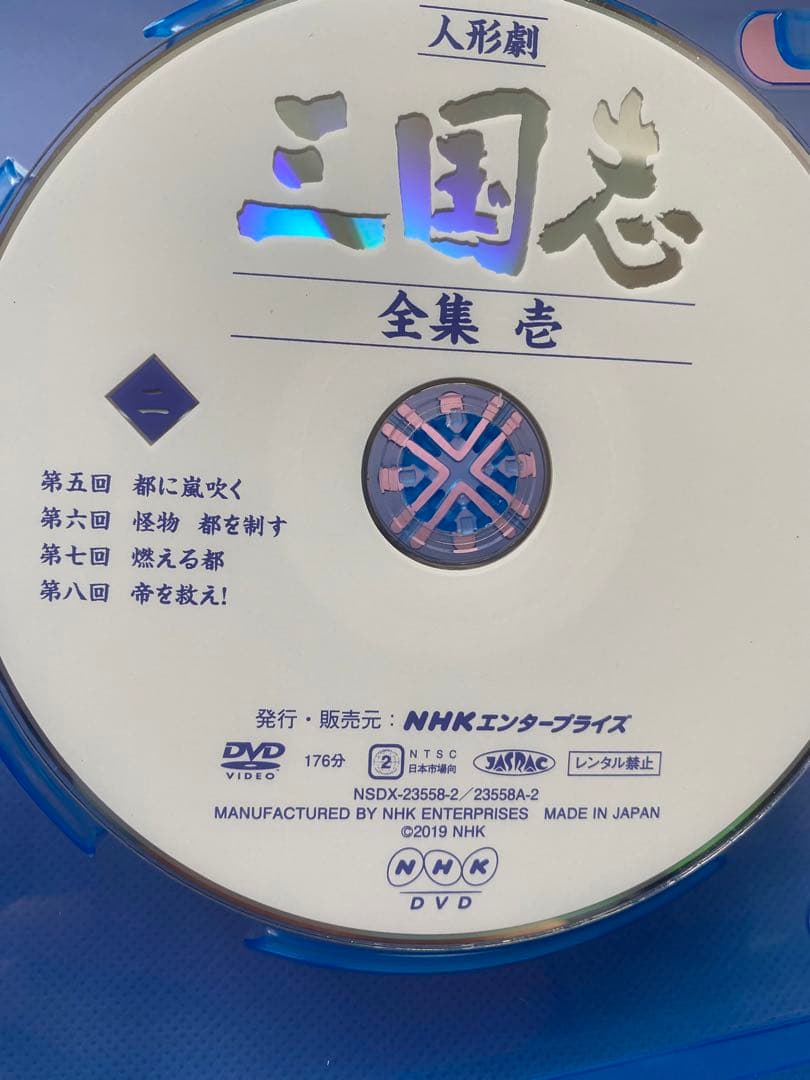 人形劇
三国志
全集 壱
二
第五回 都に嵐吹く
第六回 怪物 都を制す
第七回 燃える都
第八回 帝を救え!
発行・販売元：NHKエンタープライズ
DVD VIDEO 176分 2 NTSC 日本市場向 JASRAC レンタル禁止
NSDX-23558-2／23558A-2
MANUFACTURED BY NHK ENTERPRISES MADE IN JAPAN
©2019 NHK
NHK
DVD